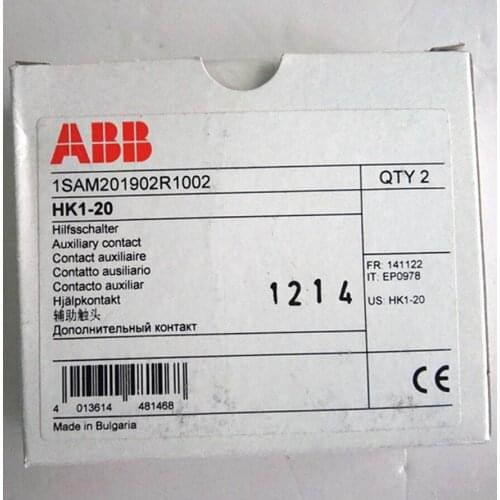 ABB
1SAM201902R1002
QTY 2
HK1-20
Hilfsschalter
Auxiliary contact
Contact auxiliaire
Contatto ausiliario
Contacto auxiliar
Hjälpkontakt
辅助触头
Дополнительный контакт
1214
FR: 141122
IT: EP0978
US: HK1-20
4 013614 481468
CE
Made in Bulgaria